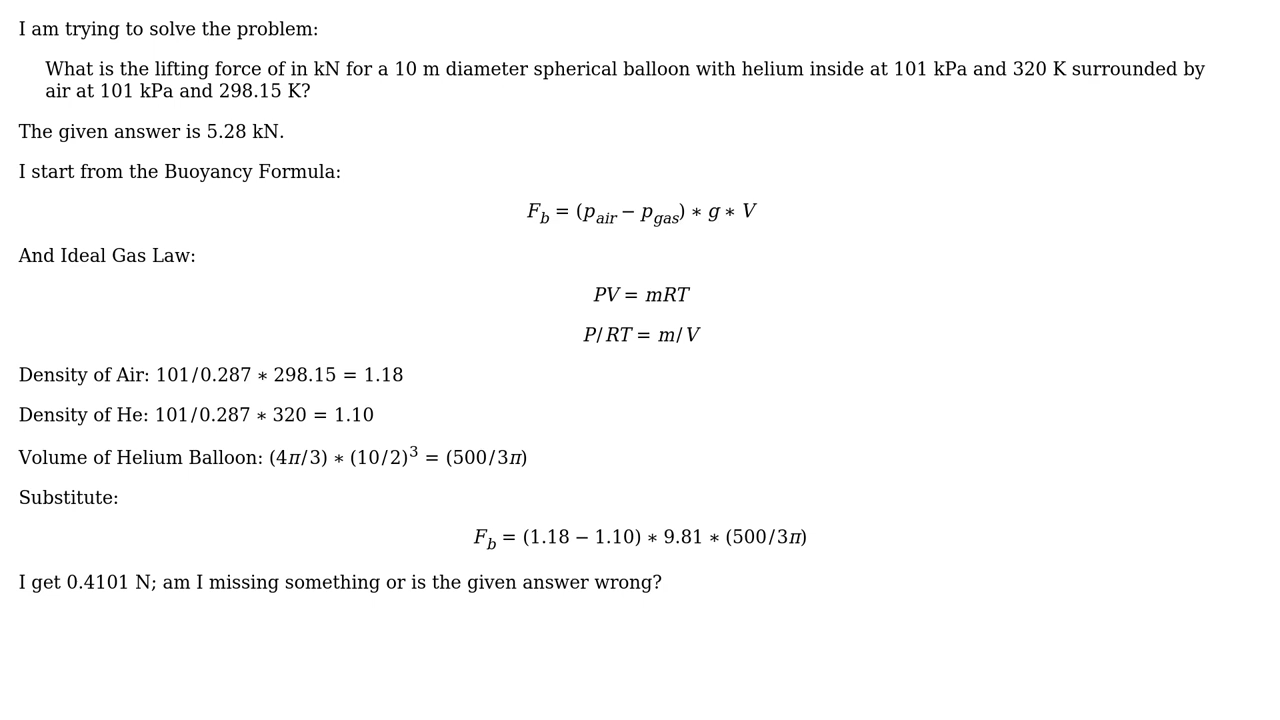 I am trying to solve the problem:
What is the lifting force of in kN for a 10 m diameter spherical balloon with helium inside at 101 kPa and 320 K surrounded by
air at 101 kPa and 298.15 K?
The given answer is 5.28 kN.
I start from the Buoyancy Formula:
F_b = (p_air − p_gas) ∗ g ∗ V
And Ideal Gas Law:
PV = mRT
P/RT = m/V
Density of Air: 101/0.287 ∗ 298.15 = 1.18
Density of He: 101/0.287 ∗ 320 = 1.10
Volume of Helium Balloon: (4π/3) ∗ (10/2)³ = (500/3π)
Substitute:
F_b = (1.18 − 1.10) ∗ 9.81 ∗ (500/3π)
I get 0.4101 N; am I missing something or is the given answer wrong?